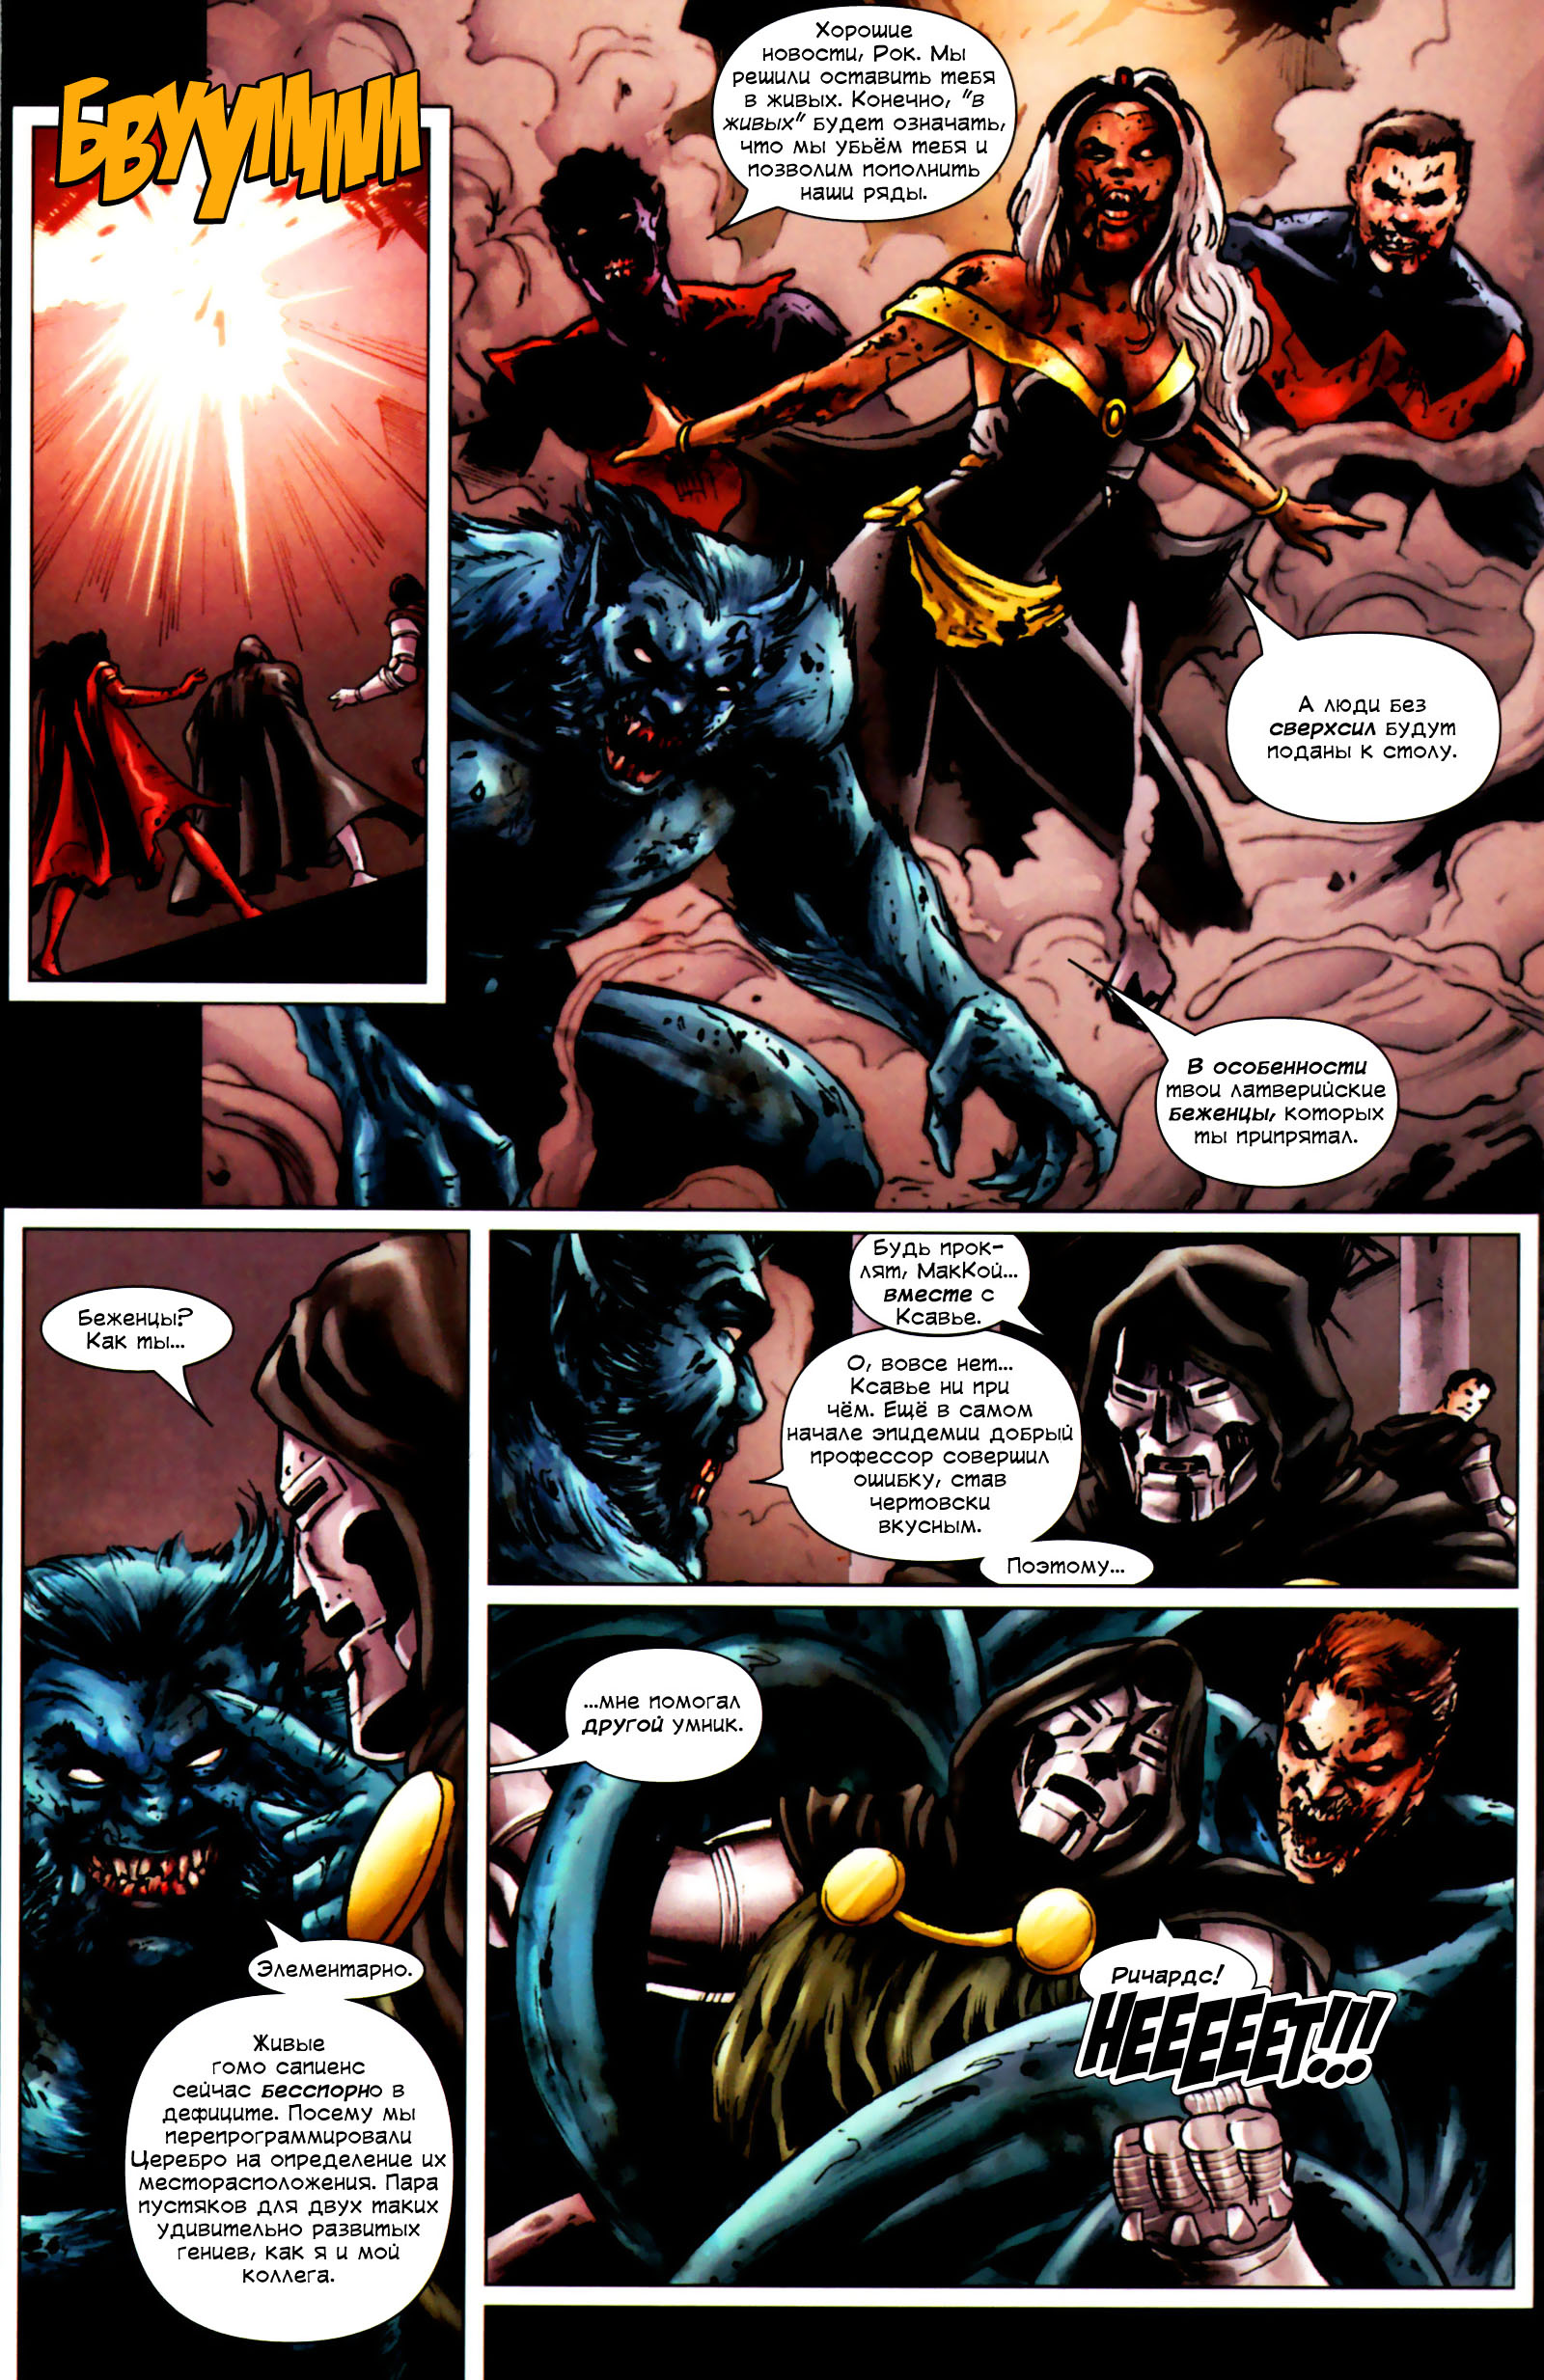 БВУУМММ
Хорошие
новости, Рок. Мы
решили оставить тебя
в живых. Конечно, "в
живых" будет означать,
что мы убьём тебя и
позволим пополнить
наши ряды.
А люди без
сверхсил будут
поданы к столу.
В особенности
твои латверийские
беженцы, которых
ты припрятал.
Беженцы?
Как ты...
Элементарно.
Живые
гомо сапиенс
сейчас бесспорно в
дефиците. Посему мы
перепрограммировали
Церебро на определение их
месторасположения. Пара
пустяков для двух таких
удивительно развитых
гениев, как я и мой
коллега.
Будь прок-
лят, МакКой...
вместе с
Ксавье.
О, вовсе нет...
Ксавье ни при
чём. Ещё в самом
начале эпидемии добрый
профессор совершил
ошибку, став
чертовски
вкусным.
Поэтому...
...мне помогал
другой умник.
Ричардс!
НЕЕЕЕЕТ!!!